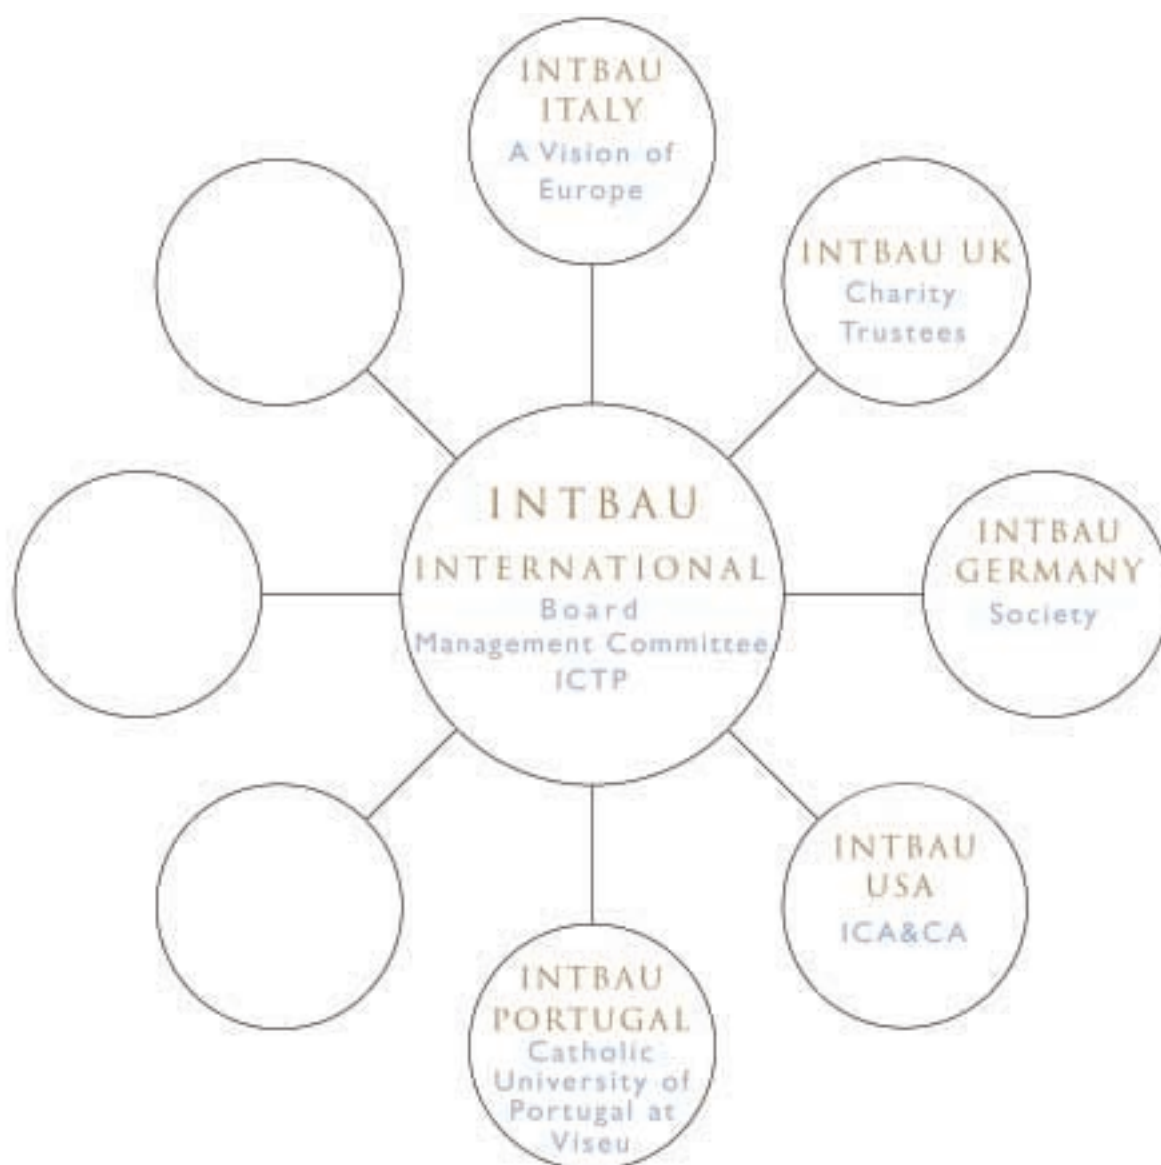 INTBAU
ITALY
A Vision of
Europe
INTBAU UK
Charity
Trustees
INTBAU
INTERNATIONAL
Board
Management Committee
ICTP
INTBAU
GERMANY
Society
INTBAU
USA
ICA&CA
INTBAU
PORTUGAL
Catholic
University of
Portugal at
Viseu